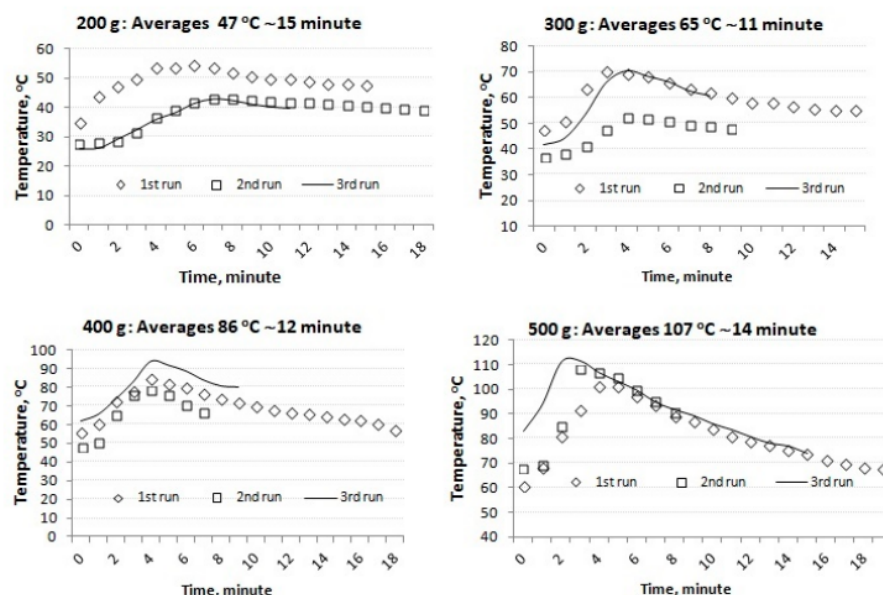 200 g: Averages 47 °C ~15 minute
Temperature, °C
60
50
40
30
20
10
0
1st run 2nd run 3rd run
0 2 4 6 8 10 12 14 16 18
Time, minute
300 g: Averages 65 °C ~11 minute
Temperature, °C
80
70
60
50
40
30
20
10
1st run 2nd run 3rd run
0 2 4 6 8 10 12 14
Time, minute
400 g: Averages 86 °C ~12 minute
Temperature, °C
100
90
80
70
60
50
40
30
20
10
0
1st run 2nd run 3rd run
0 2 4 6 8 10 12 14 16 18
Time, minute
500 g: Averages 107 °C ~14 minute
Temperature, °C
120
110
100
90
80
70
60
50
40
1st run 2nd run 3rd run
0 2 4 6 8 10 12 14 16 18
Time, minute